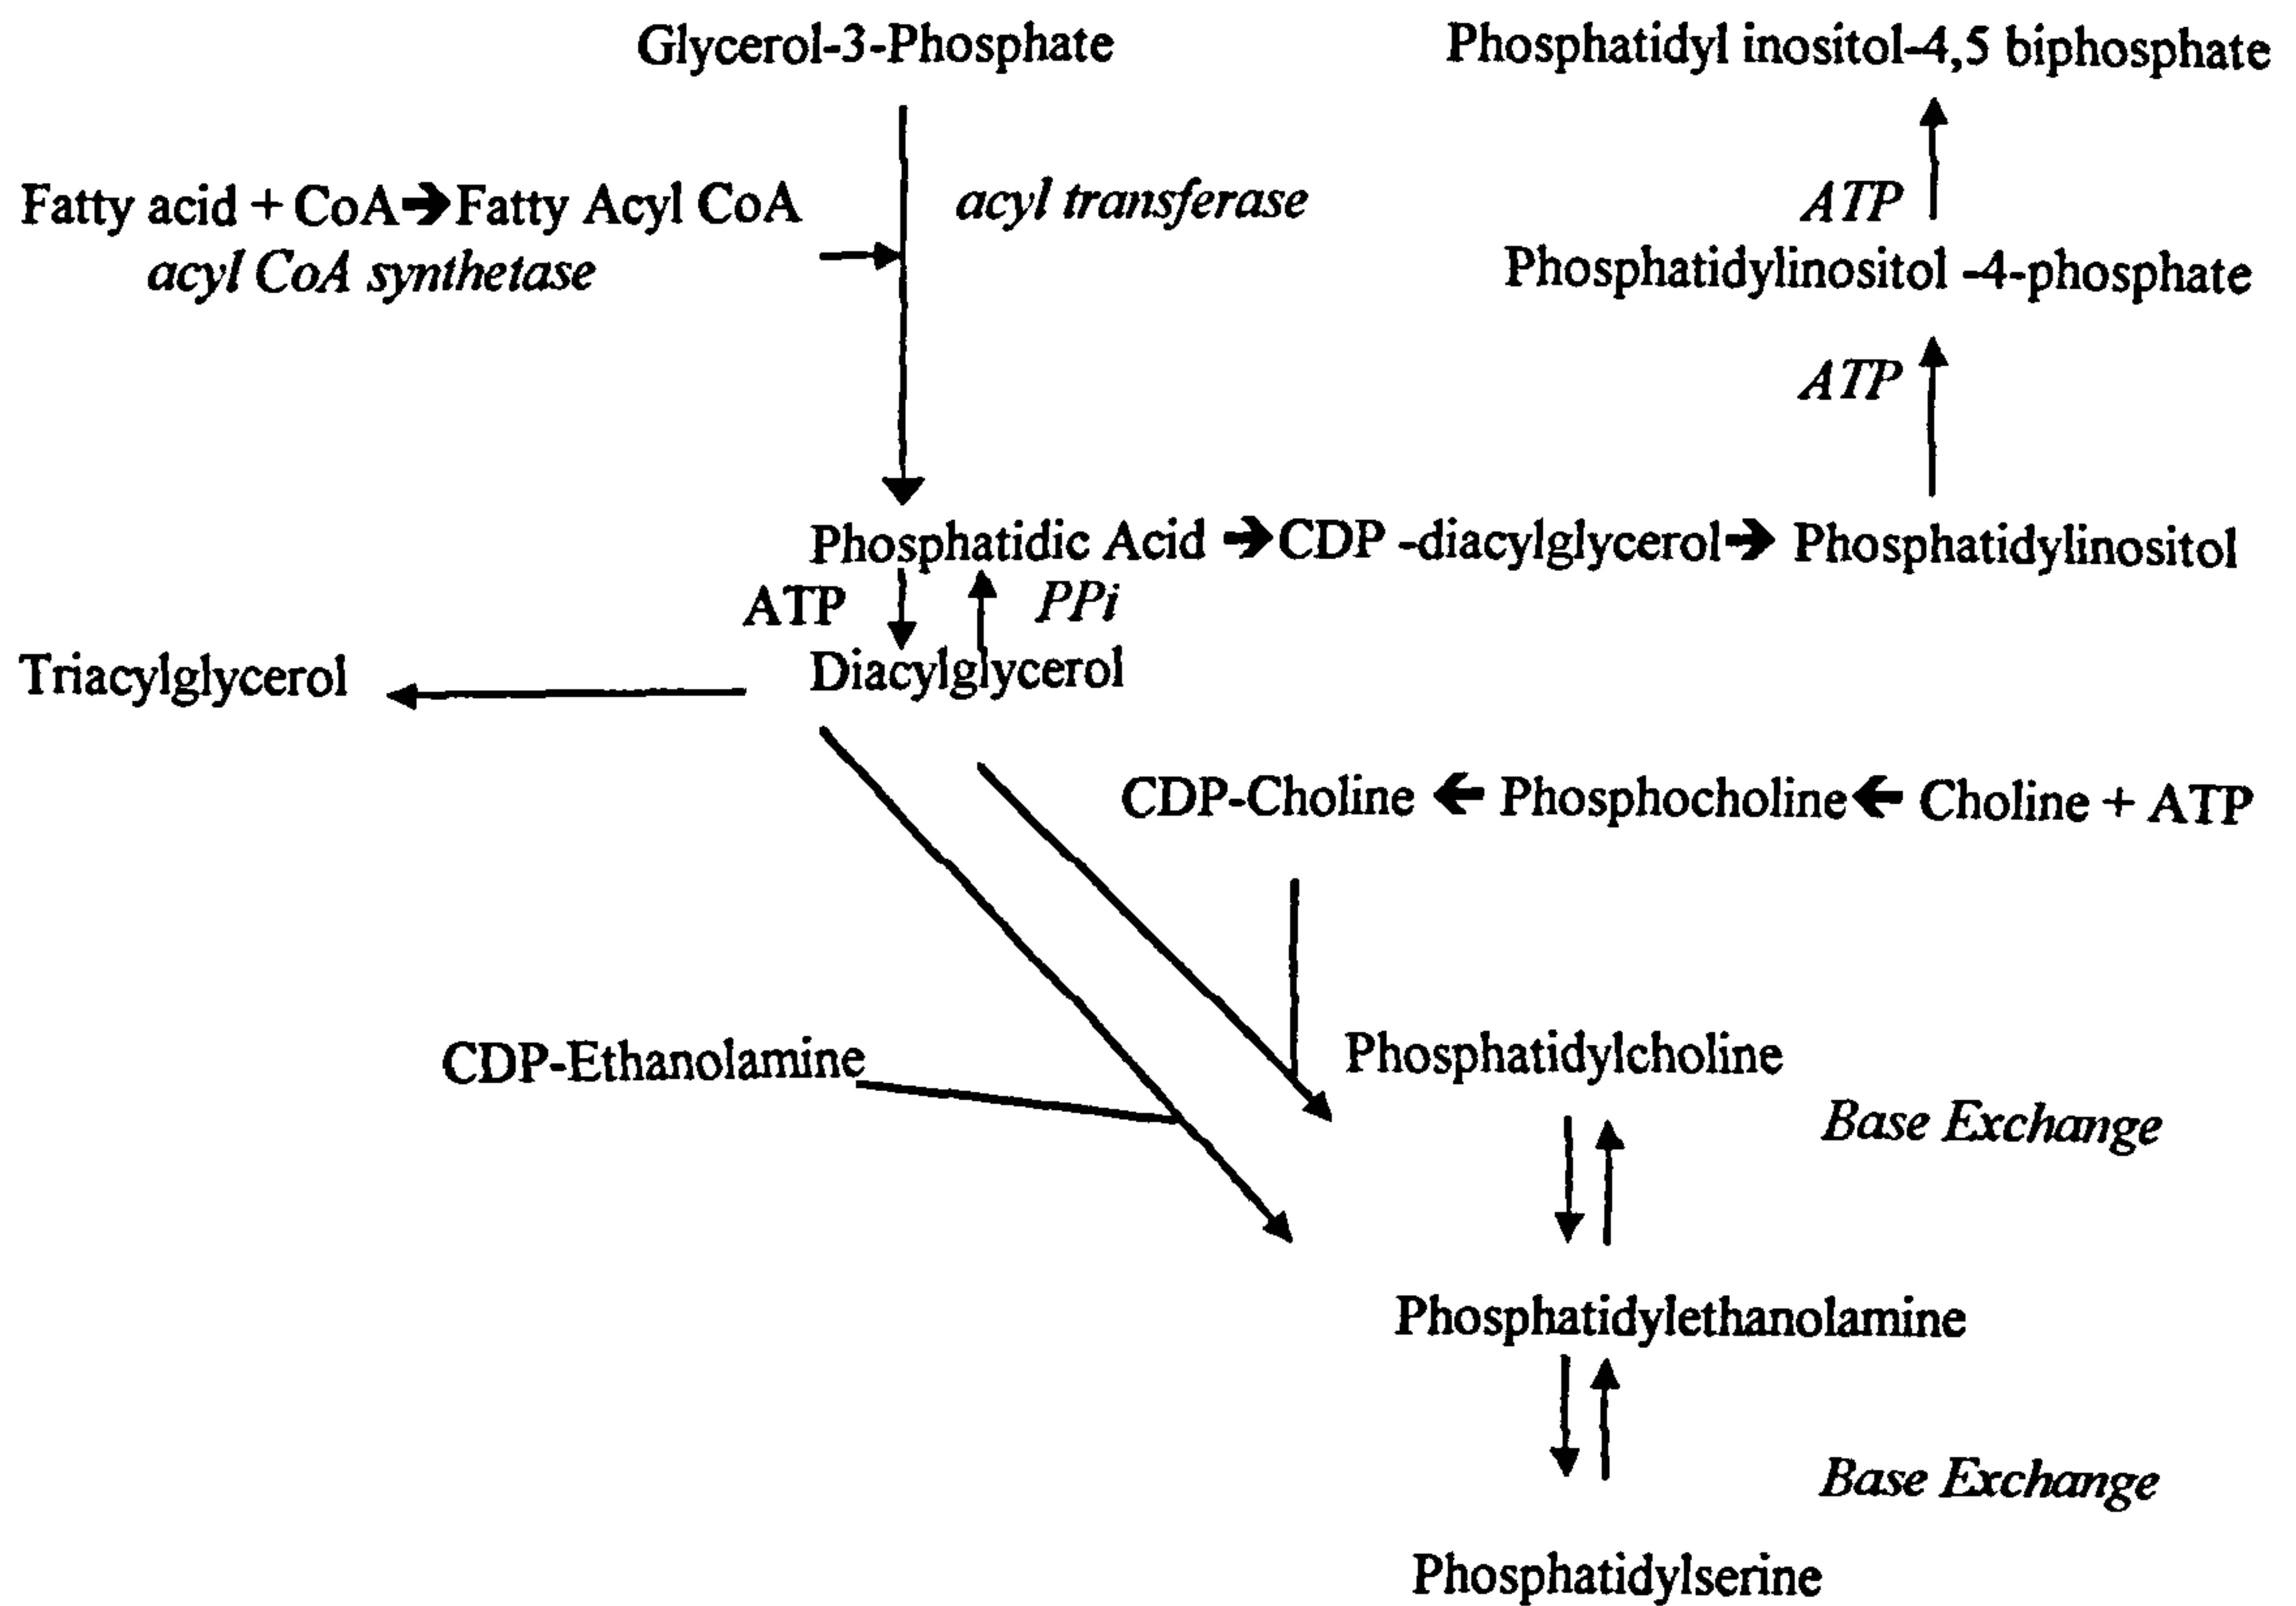 Glycerol-3-Phosphate
Phosphatidyl inositol-4,5 biphosphate
Fatty acid + CoA➔Fatty Acyl CoA
acyl transferase
ATP
acyl CoA synthetase
Phosphatidylinositol -4-phosphate
ATP
Phosphatidic Acid ➔CDP -diacylglycerol➔ Phosphatidylinositol
ATP
PPi
Triacylglycerol
Diacylglycerol
CDP-Choline ← Phosphocholine← Choline + ATP
CDP-Ethanolamine
Phosphatidylcholine
Base Exchange
Phosphatidylethanolamine
Base Exchange
Phosphatidylserine